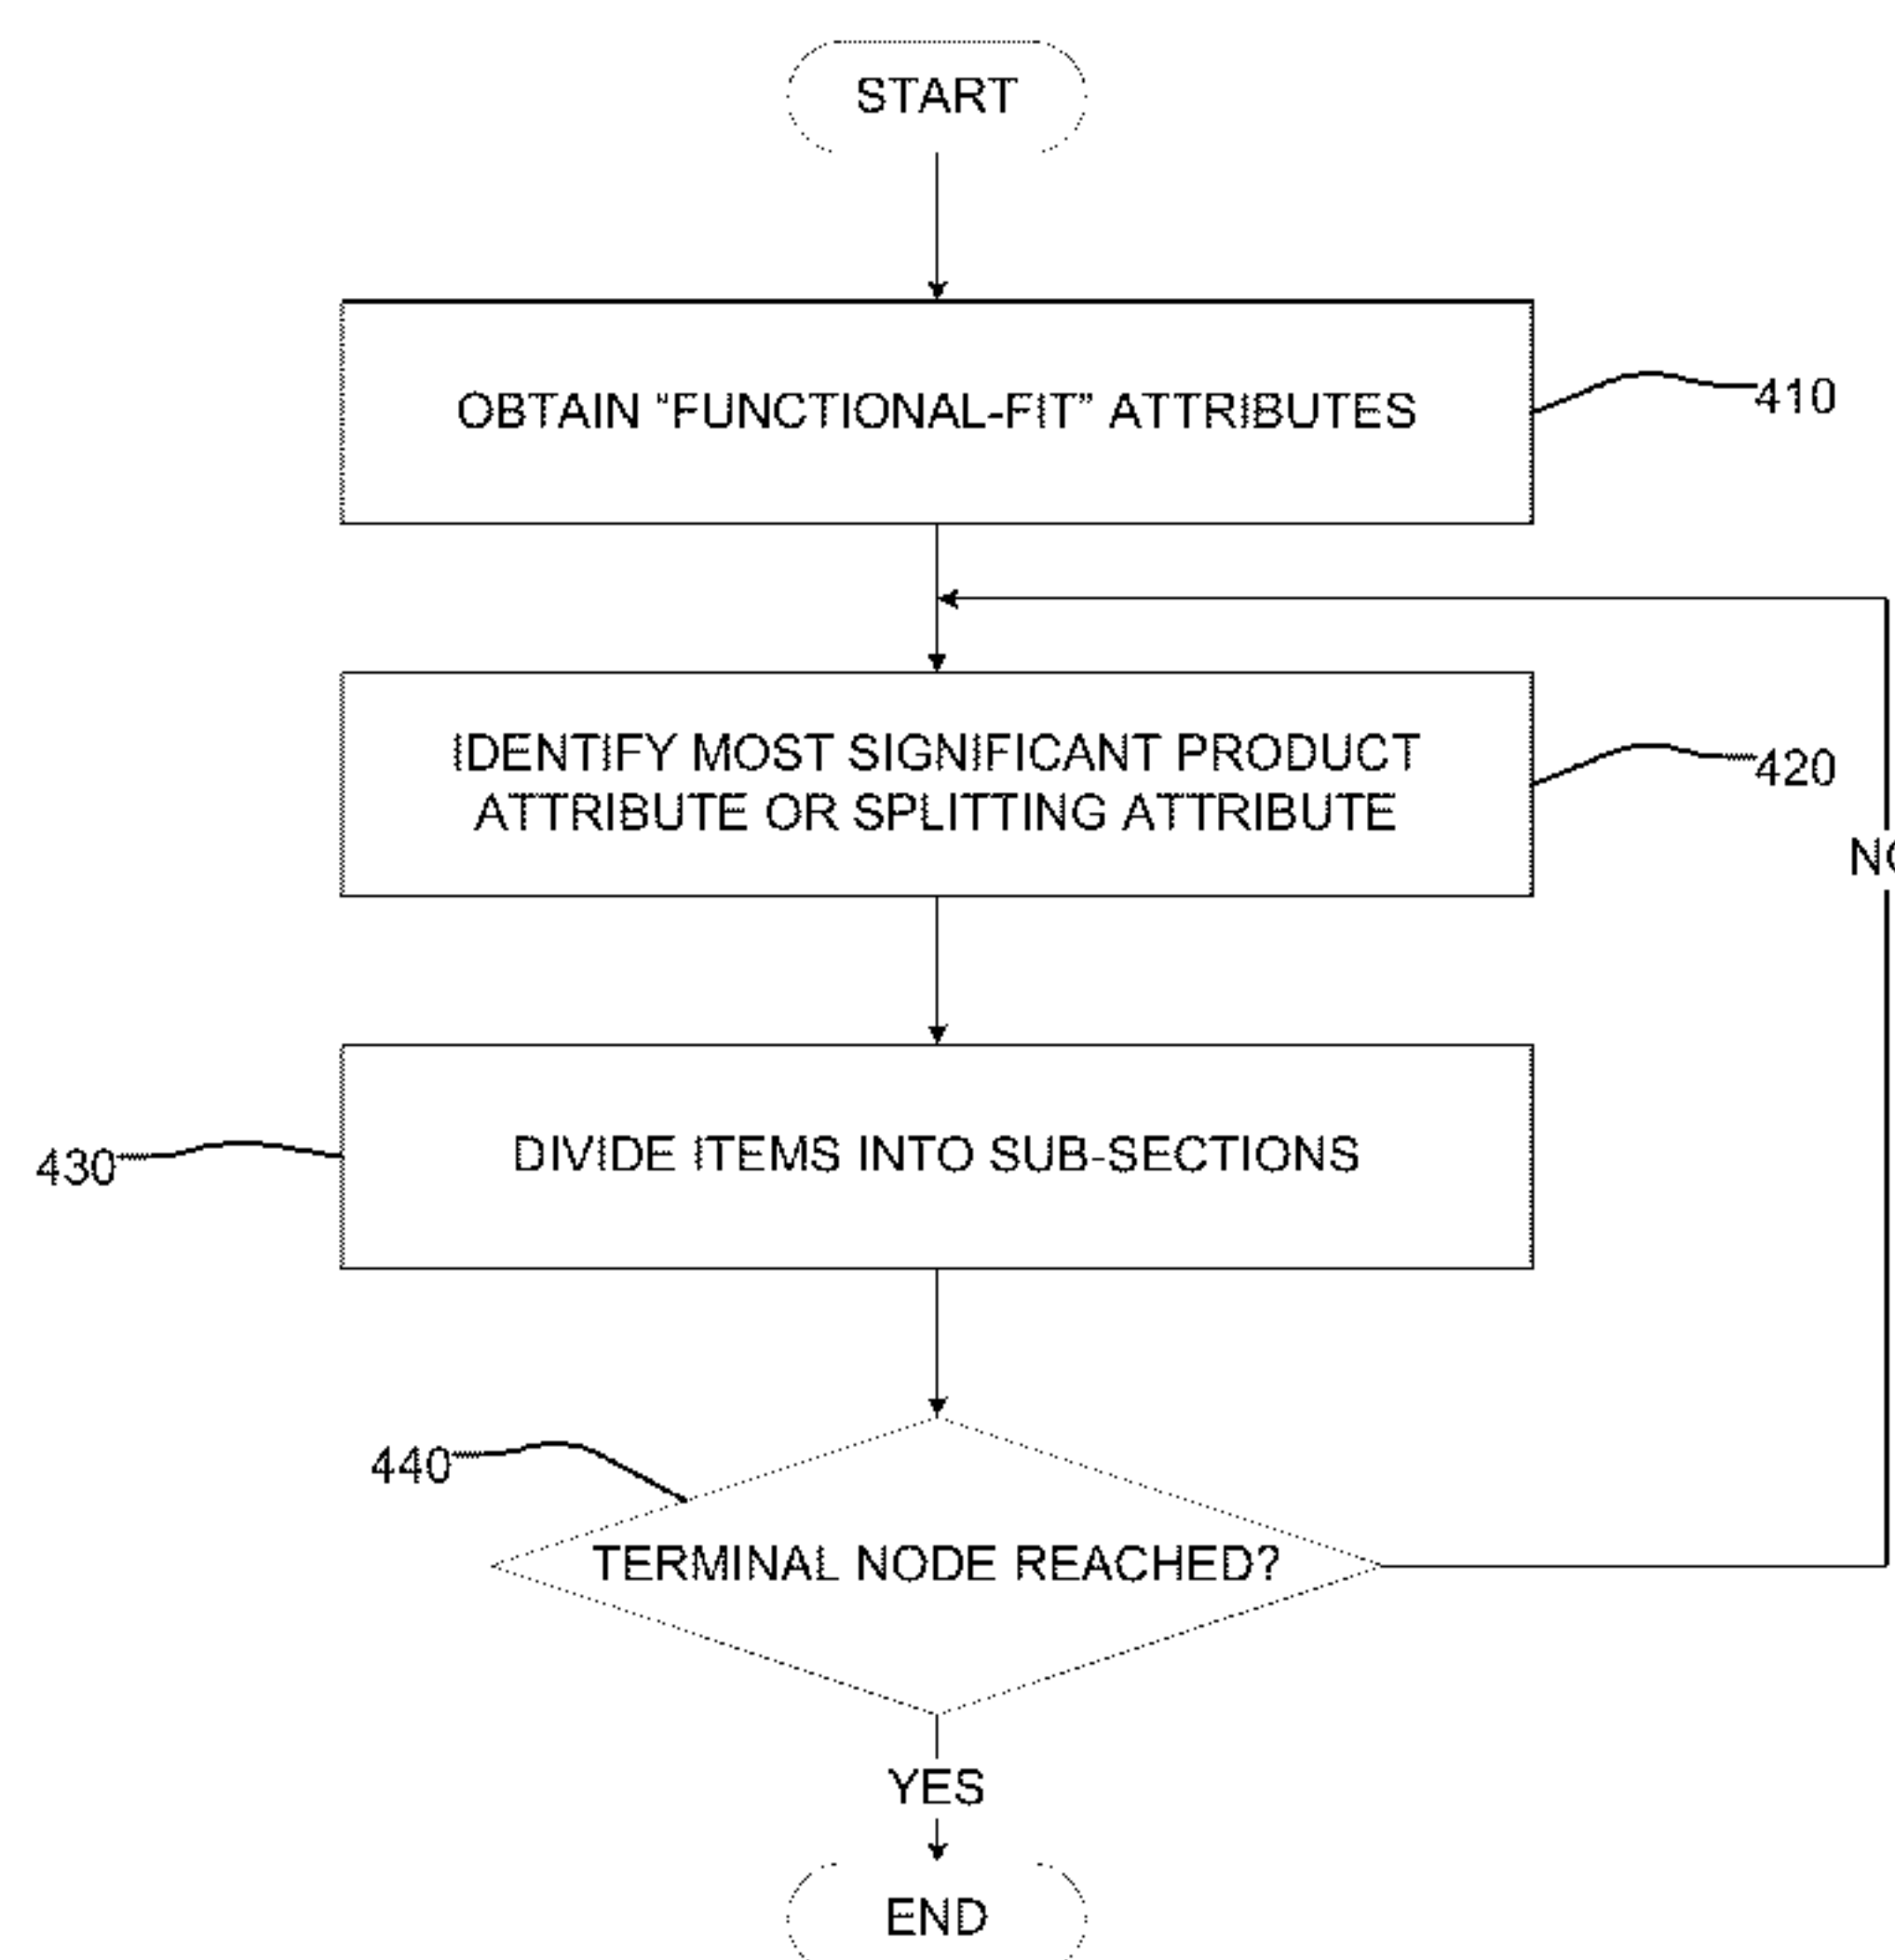 START
OBTAIN "FUNCTIONAL-FIT" ATTRIBUTES
410
IDENTIFY MOST SIGNIFICANT PRODUCT
ATTRIBUTE OR SPLITTING ATTRIBUTE
420
DIVIDE ITEMS INTO SUB-SECTIONS
430
440
TERMINAL NODE REACHED?
YES
END